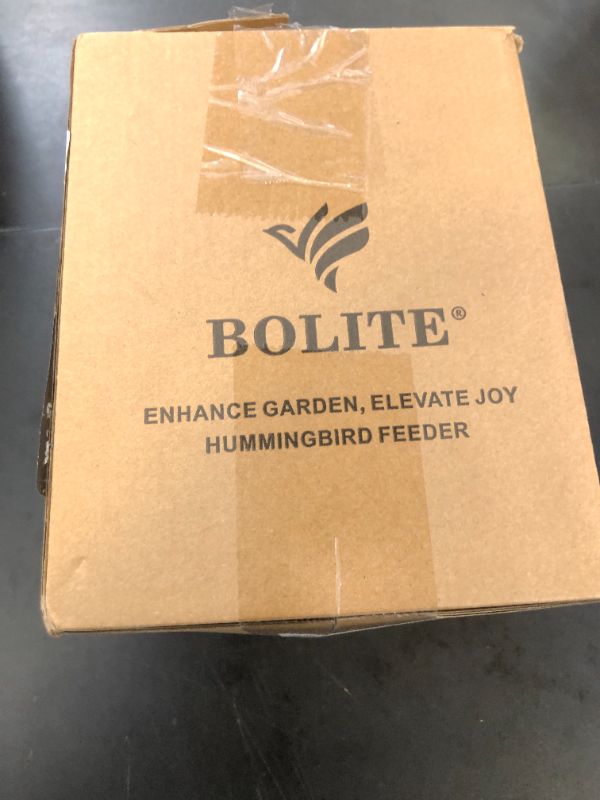 BOLITE®
ENHANCE GARDEN, ELEVATE JOY
HUMMINGBIRD FEEDER